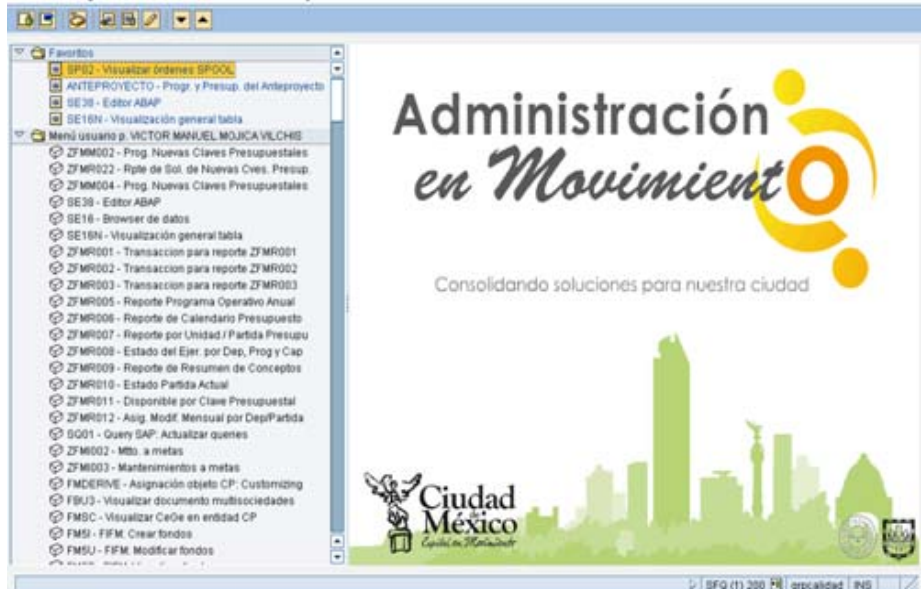 Favoritos
SP02 - Visualizar órdenes SPOOL
ANTEPROYECTO - Progr. y Presup. del Anteproyecto
SE38 - Editor ABAP
SE16N - Visualización general tabla
Menú usuario p. VICTOR MANUEL MOJICA VILCHIS
ZFMM002 - Prog. Nuevas Claves Presupuestales
ZFMR022 - Rpte de Sol. de Nuevas Cves. Presup.
ZFMM004 - Prog. Nuevas Claves Presupuestales
SE38 - Editor ABAP
SE16 - Browser de datos
SE16N - Visualización general tabla
ZFMR001 - Transaccion para reporte ZFMR001
ZFMR002 - Transaccion para reporte ZFMR002
ZFMR003 - Transaccion para reporte ZFMR003
ZFMR005 - Reporte Programa Operativo Anual
ZFMR006 - Reporte de Calendario Presupuesto
ZFMR007 - Reporte por Unidad / Partida Presupu
ZFMR008 - Estado del Ejer. por Dep, Prog y Cap
ZFMR009 - Reporte de Resumen de Conceptos
ZFMR010 - Estado Partida Actual
ZFMR011 - Disponible por Clave Presupuestal
ZFMR012 - Asig. Modif. Mensual por Dep/Partida
SQ01 - Query SAP: Actualizar queries
ZFMI002 - Mtto. a metas
ZFMI003 - Mantenimientos a metas
FMDERIVE - Asignación objeto CP: Customizing
FBU3 - Visualizar documento multisociedades
FMSC - Visualizar CeGe en entidad CP
FM5I - FIFM: Crear fondos
FM5U - FIFM: Modificar fondos
Administración
en Movimiento
Consolidando soluciones para nuestra ciudad
Ciudad
de
México
Capital en Movimiento
SFQ (1) 200
grpcalidad
INS